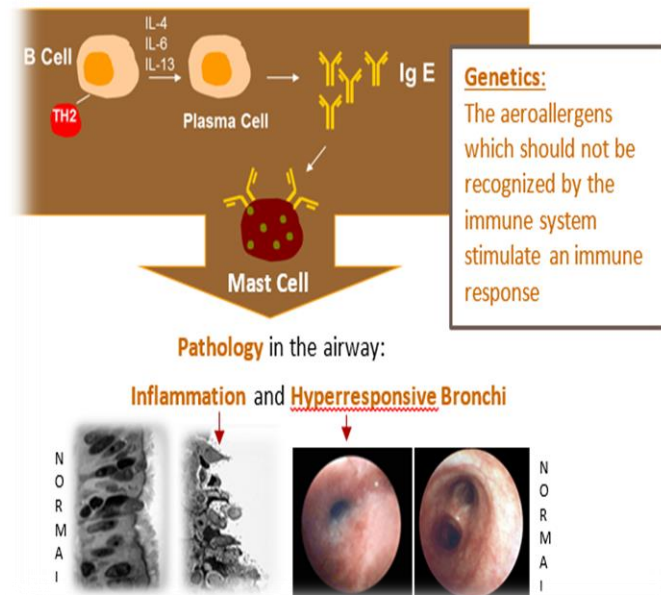 IL-4
IL-6
IL-13
B Cell
TH2
Plasma Cell
Ig E
Mast Cell
Genetics:
The aeroallergens
which should not be
recognized by the
immune system
stimulate an immune
response
Pathology in the airway:
Inflammation and Hyperresponsive Bronchi
N
O
R
M
A
I
N
O
R
M
A
I